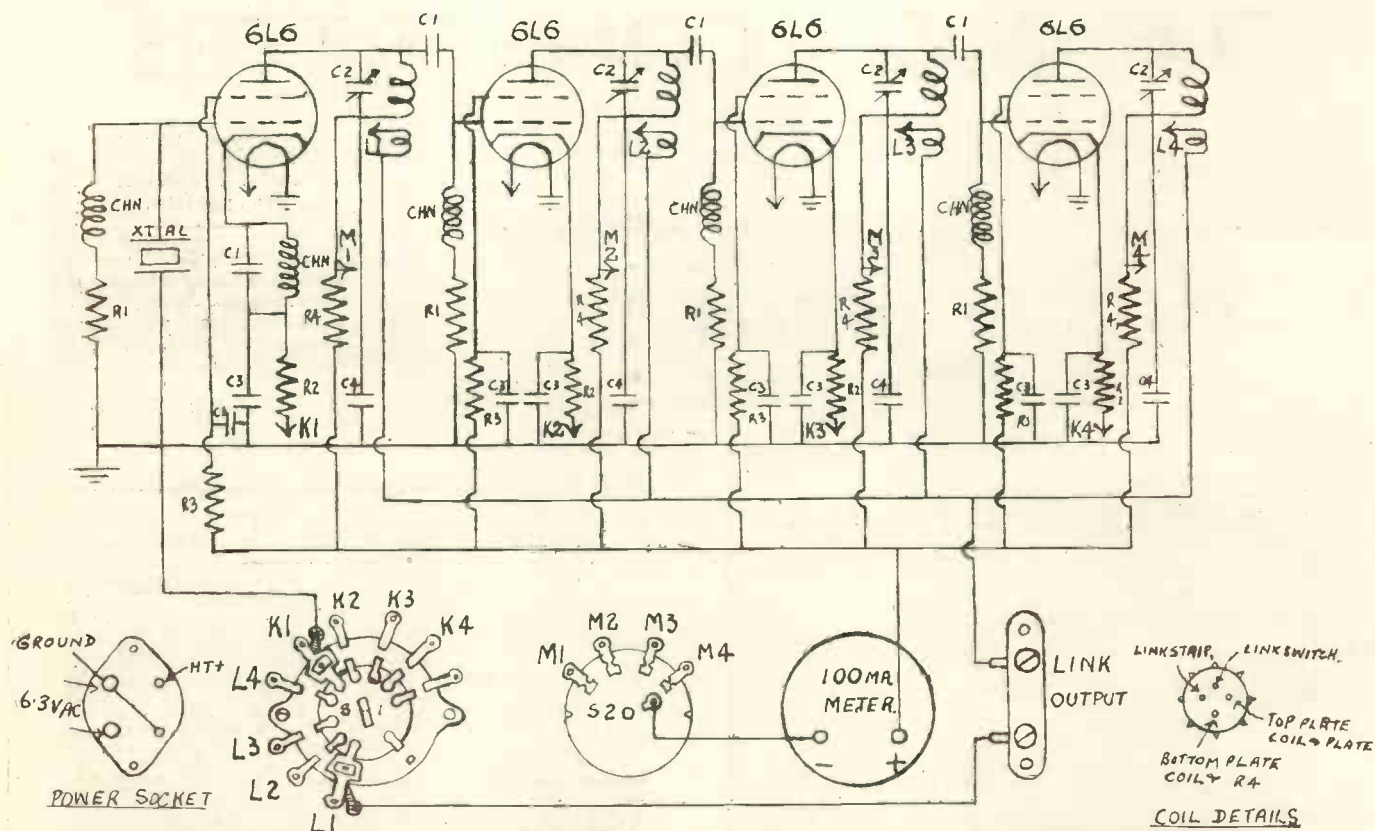 6L6
C1
6L6
C1
6L6
C1
6L6
C2
C2
C2
C2
L2
L3
L4
CHN
XTAL
C1
CHN
M1
CHN
M2
CHN
M3
CHN
M4
R1
R4
R1
R4
R1
R4
R1
R4
C3
R2
C4
C3
R3
C3
R2
C4
C3
R3
C3
R2
C4
C3
R3
C3
R2
C4
K1
K2
K3
K4
R3
GROUND
HT+
6.3V AC
POWER SOCKET
K1
K2
K3
K4
L4
L3
L2
L1
S1
M1
M2
M3
M4
S2O
100MA
METER
- +
LINK
OUTPUT
LINKSTRIP.
LINKSWITCH.
TOP PLATE
COIL & PLATE
BOTTOM PLATE
COIL & R4
COIL DETAILS